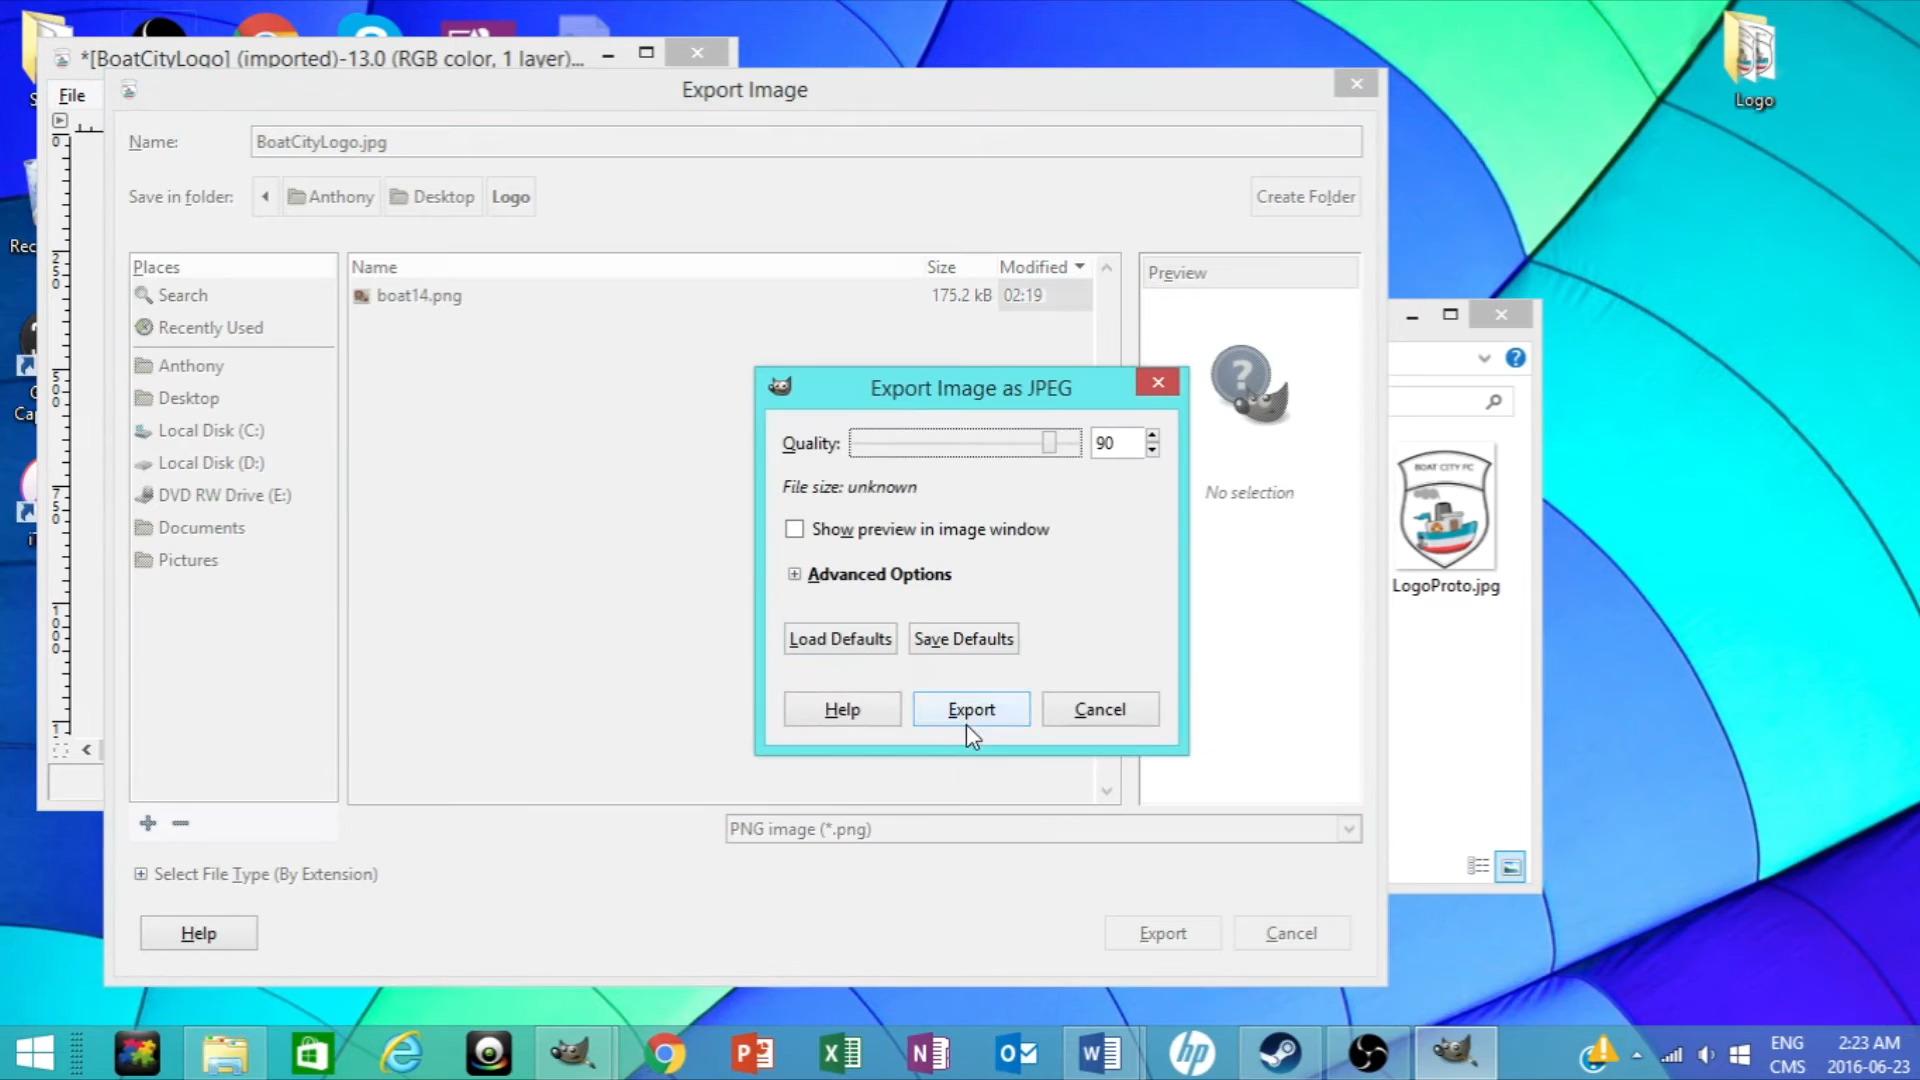 *[BoatCityLogo] (imported)-13.0 (RGB color, 1 layer)...
File
Export Image
Name:
BoatCityLogo.jpg
Save in folder:
Anthony
Desktop
Logo
Create Folder
Places
Search
Recently Used
Anthony
Desktop
Local Disk (C:)
Local Disk (D:)
DVD RW Drive (E:)
Documents
Pictures
Name
Size
Modified
boat14.png
175.2 kB
02:19
Preview
No selection
Export Image as JPEG
Quality:
90
File size: unknown
Show preview in image window
Advanced Options
Load Defaults
Save Defaults
Help
Export
Cancel
PNG image (*.png)
Select File Type (By Extension)
Help
Export
Cancel
Logo
BOAT CITY FC
LogoProto.jpg
ENG
CMS
2:23 AM
2016-06-23